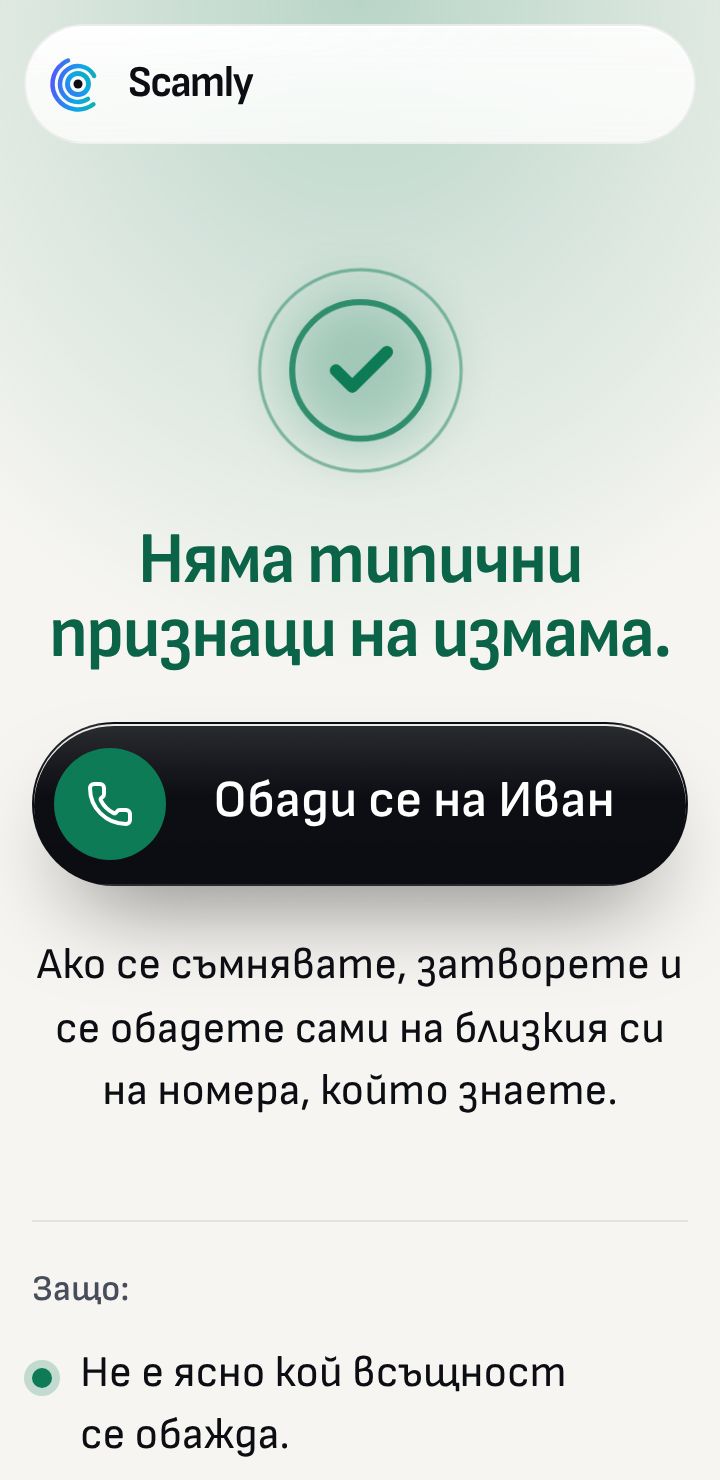 Scamly
Няма типични
признаци на измама.
Обади се на Иван
Ако се съмнявате, затворете и
се обадете сами на близкия си
на номера, който знаете.
Защо:
Не е ясно кой всъщност
се обажда.